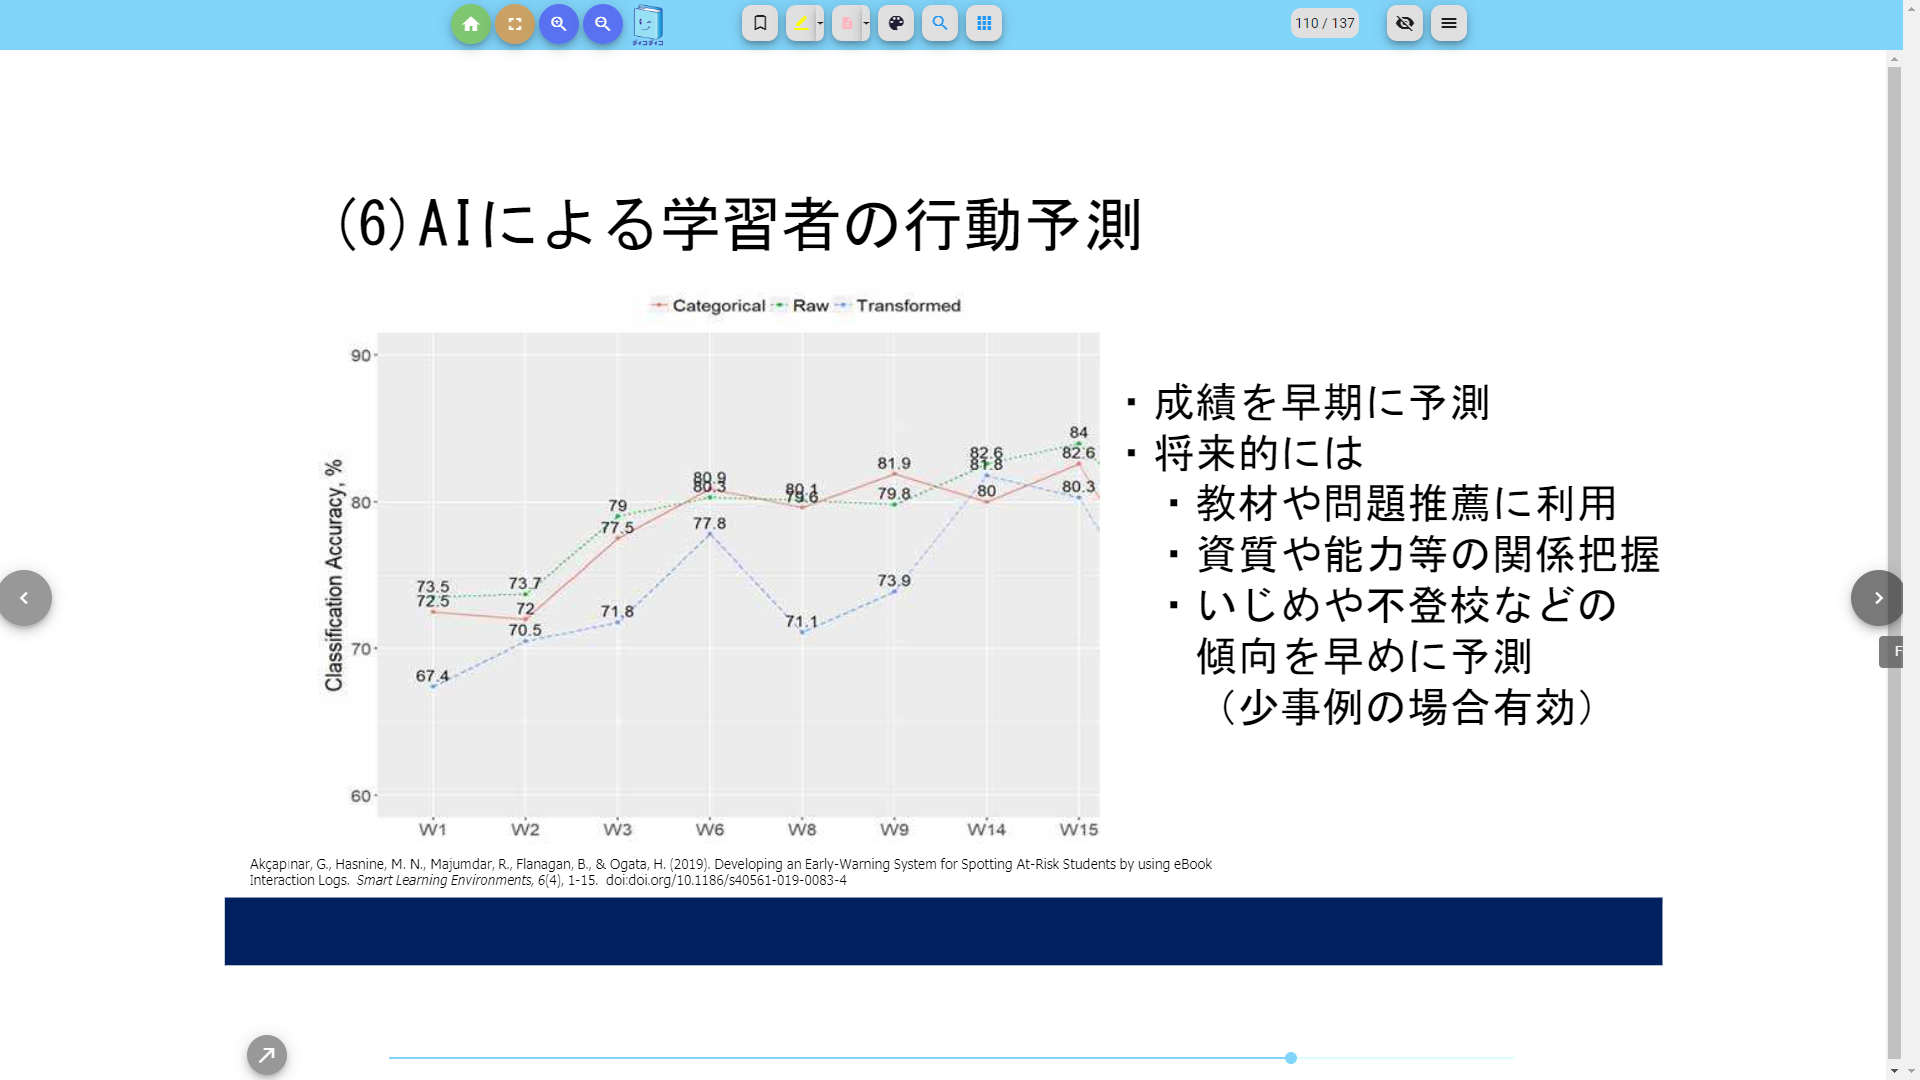 ダイコダイコ
110 / 137
(6)AIによる学習者の行動予測
Categorical Raw Transformed
Classification Accuracy, %
90
80
70
60
73.5
72.5
67.4
73.7
72
70.5
79
77.5
71.8
80.9
80.3
77.8
80.1
79.6
71.1
81.9
79.8
73.9
82.6
81.8
80
84
82.6
80.3
W1 W2 W3 W6 W8 W9 W14 W15
・成績を早期に予測
・将来的には
・教材や問題推薦に利用
・資質や能力等の関係把握
・いじめや不登校などの
傾向を早めに予測
（少事例の場合有効）
Akçapınar, G., Hasnine, M. N., Majumdar, R., Flanagan, B., & Ogata, H. (2019). Developing an Early-Warning System for Spotting At-Risk Students by using eBook
Interaction Logs. Smart Learning Environments, 6(4), 1-15. doi:doi.org/10.1186/s40561-019-0083-4